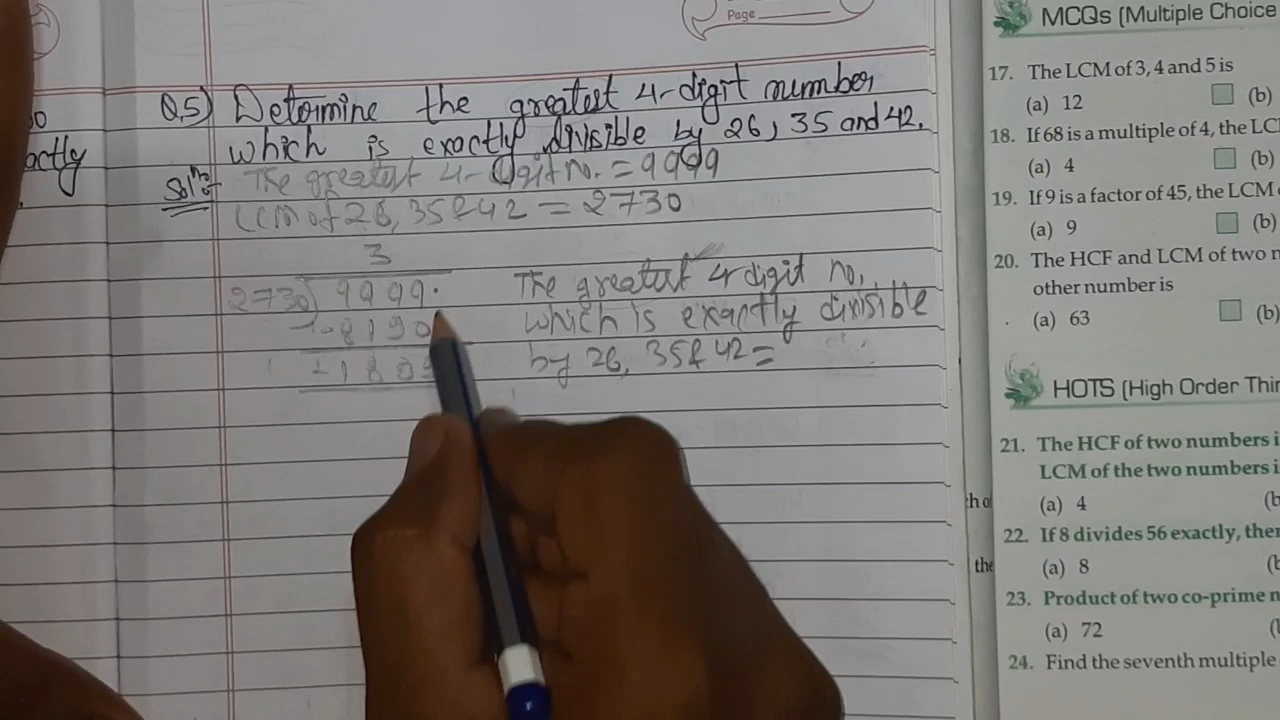 Page
Q.5) Determine the greatest 4-digit number
which is exactly divisible by 26, 35 and 42.
Solⁿ The greatest 4-digit no. = 9999
LCM of 26, 35 & 42 = 2730
3
2730) 9999
- 8190
1809
The greatest 4 digit no.
which is exactly divisible
by 26, 35 & 42 =
actly
MCQs (Multiple Choice
17. The LCM of 3, 4 and 5 is
(a) 12 (b)
18. If 68 is a multiple of 4, the LC
(a) 4 (b)
19. If 9 is a factor of 45, the LCM
(a) 9 (b)
20. The HCF and LCM of two n
other number is
(a) 63 (b)
HOTS (High Order Thin
21. The HCF of two numbers i
LCM of the two numbers i
(a) 4 (b
22. If 8 divides 56 exactly, then
(a) 8
23. Product of two co-prime n
(a) 72
24. Find the seventh multiple